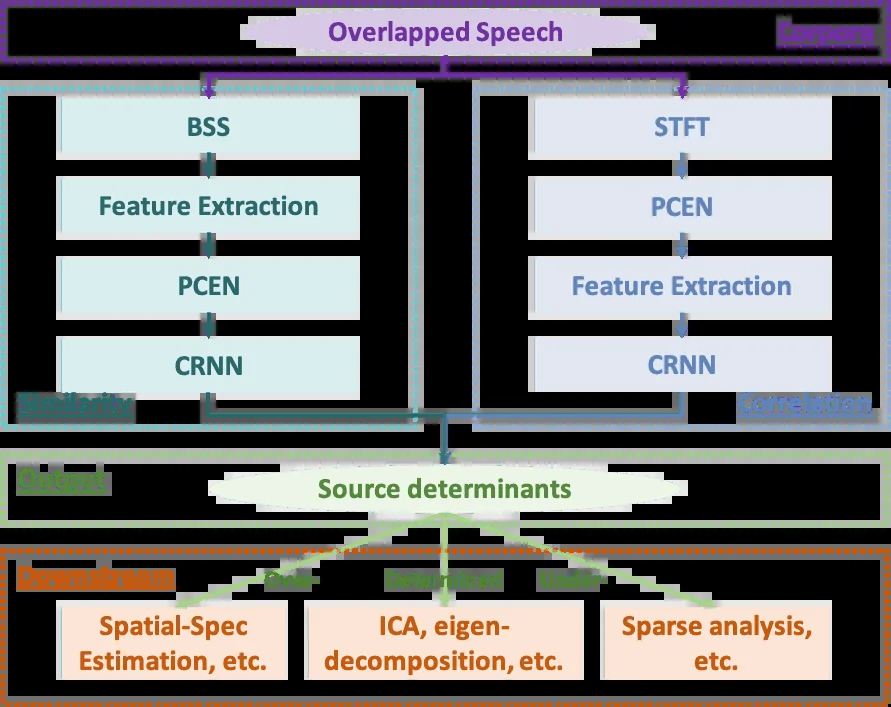 Overlapped Speech
Corpora
BSS
Feature Extraction
PCEN
CRNN
Similarity
STFT
PCEN
Feature Extraction
CRNN
Correlation
Output
Source determinants
Downstream
Over-
Determined
Under-
Spatial-Spec
Estimation, etc.
ICA, eigen-
decomposition, etc.
Sparse analysis,
etc.